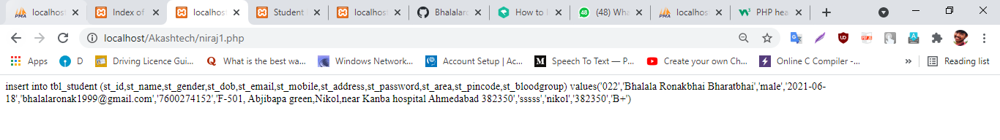 localhost Index of localhos Student localhos Bhalalaro How to I (48) Wha localhos PHP hea
localhost/Akashtech/niraj1.php
Apps D Driving Licence Gui... What is the best wa... Windows Network... Account Setup | Ac... Speech To Text — P... Create your own Ch... Online C Compiler -... » Reading list
insert into tbl_student (st_id,st_name,st_gender,st_dob,st_email,st_mobile,st_address,st_password,st_area,st_pincode,st_bloodgroup) values('022','Bhalala Ronakbhai Bharatbhai','male','2021-06-
18','bhalalaronak1999@gmail.com','7600274152','F-501, Abjibapa green,Nikol,near Kanba hospital Ahmedabad 382350','sssss','nikol','382350','B+')